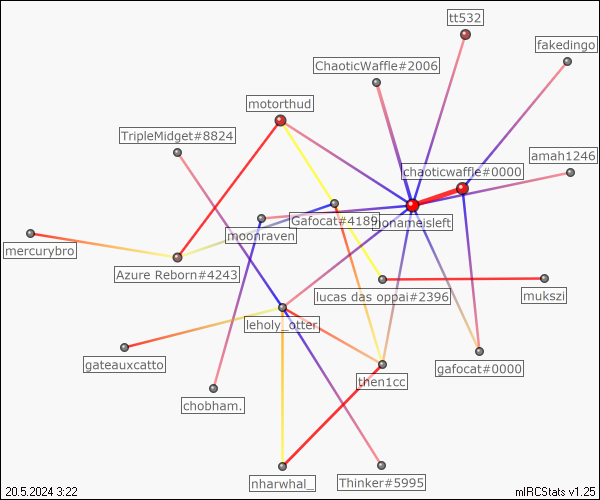 tt532
fakedingo
ChaoticWaffle#2006
motorthud
TripleMidget#8824
amah1246
chaoticwaffle#0000
Gafocat#4189
nonameisleft
moonraven
mercurybro
Azure Reborn#4243
lucas das oppai#2396
mukszi
leholy_otter
gateauxcatto
then1cc
gafocat#0000
chobham.
nharwhal_
Thinker#5995
20.5.2024 3:22
mIRCStats v1.25